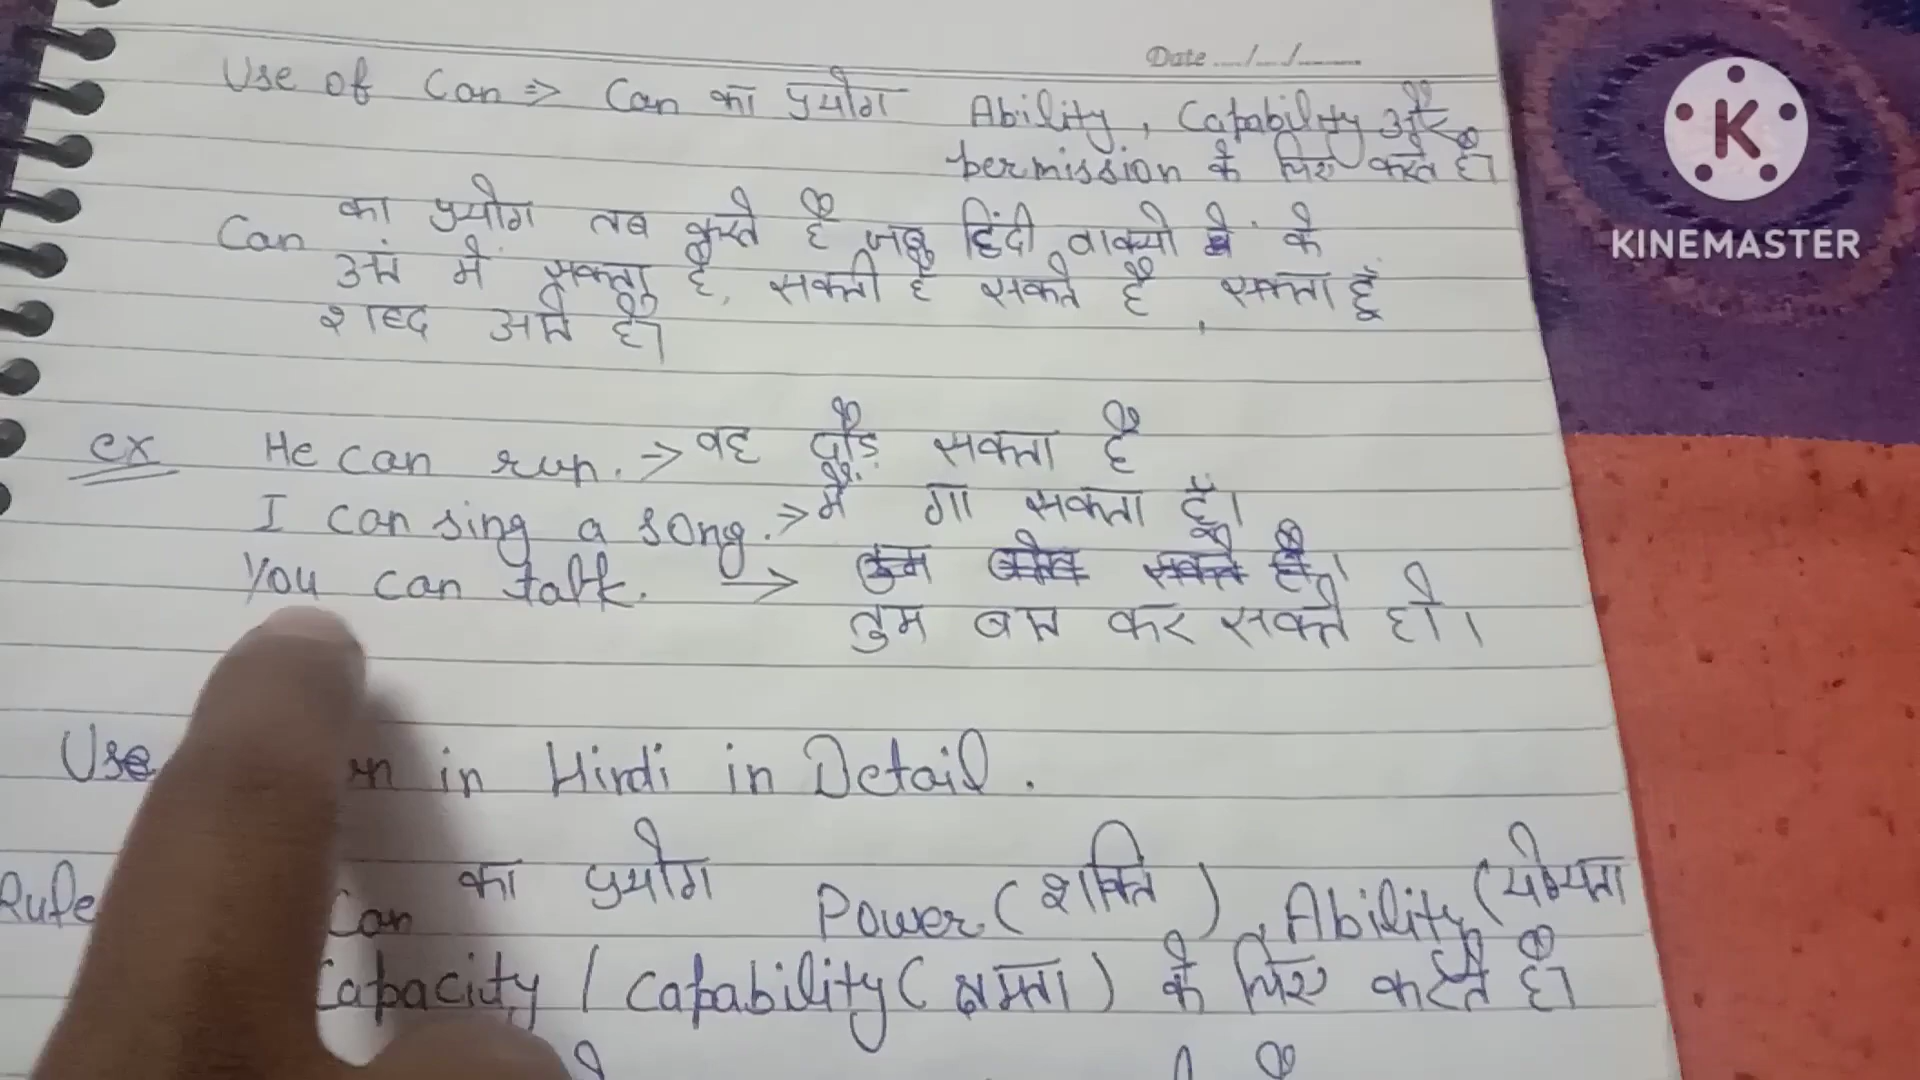 Date .../.../......
Use of Can ⇒ Can का प्रयोग Ability, Capability और
permission के लिए करते है।
Can का प्रयोग तब करते है जब हिंदी वाक्यो के
अंत में सकता है, सकती है सकते है, सकता हूँ
शब्द आते है।
ex He can run. → वह दौड़ सकता है
I can sing a song. → मैं गा सकता हूँ।
You can talk. →
तुम बात कर सकते हो।
Use in Hindi in Detail.
Rule Can का प्रयोग Power (शक्ति), Ability (योग्यता
Capacity / Capability (क्षमता) के लिए करते है।
K
KINEMASTER